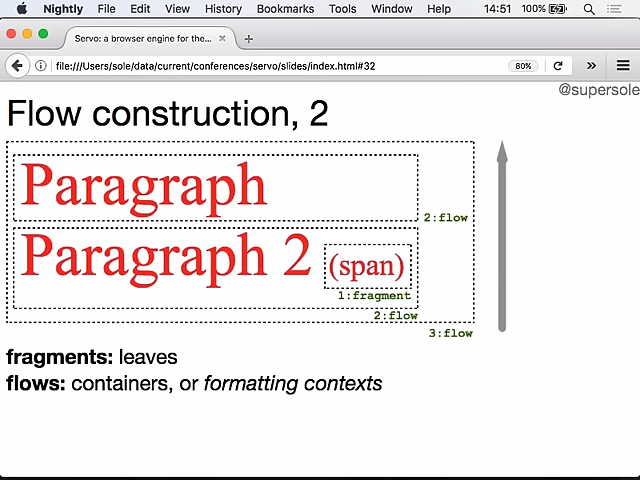 Nightly File Edit View History Bookmarks Tools Window Help 14:51 100%
Servo: a browser engine for the...
file:///Users/sole/data/current/conferences/servo/slides/index.html#32 80%
@supersole
Flow construction, 2
Paragraph
2:flow
Paragraph 2 (span)
1:fragment
2:flow
3:flow
fragments: leaves
flows: containers, or formatting contexts